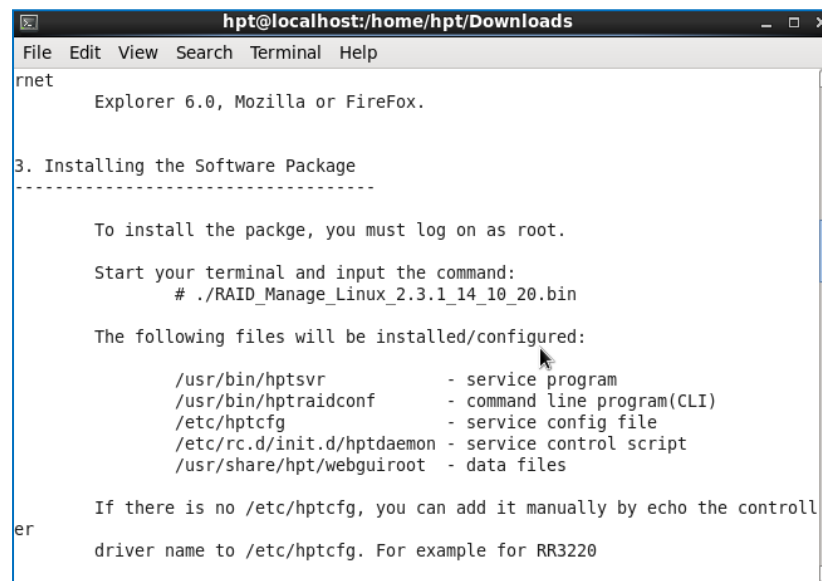 hpt@localhost:/home/hpt/Downloads
File Edit View Search Terminal Help
rnet
Explorer 6.0, Mozilla or FireFox.
3. Installing the Software Package
------------------------------------
To install the packge, you must log on as root.
Start your terminal and input the command:
# ./RAID_Manage_Linux_2.3.1_14_10_20.bin
The following files will be installed/configured:
/usr/bin/hptsvr - service program
/usr/bin/hptraidconf - command line program(CLI)
/etc/hptcfg - service config file
/etc/rc.d/init.d/hptdaemon - service control script
/usr/share/hpt/webguiroot - data files
If there is no /etc/hptcfg, you can add it manually by echo the controll
er
driver name to /etc/hptcfg. For example for RR3220